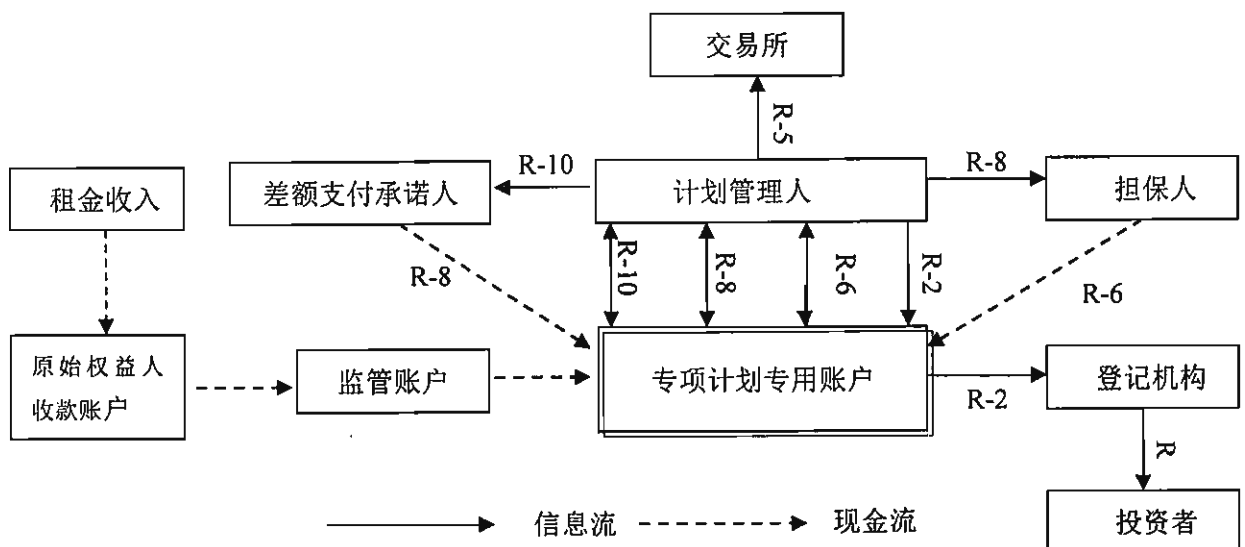 交易所
R-5
R-10
R-8
租金收入
差额支付承诺人
计划管理人
担保人
R-8
R-10
R-8
R-6
R-2
R-6
原始权益人
收款账户
监管账户
专项计划专用账户
登记机构
R-2
R
信息流
现金流
投资者